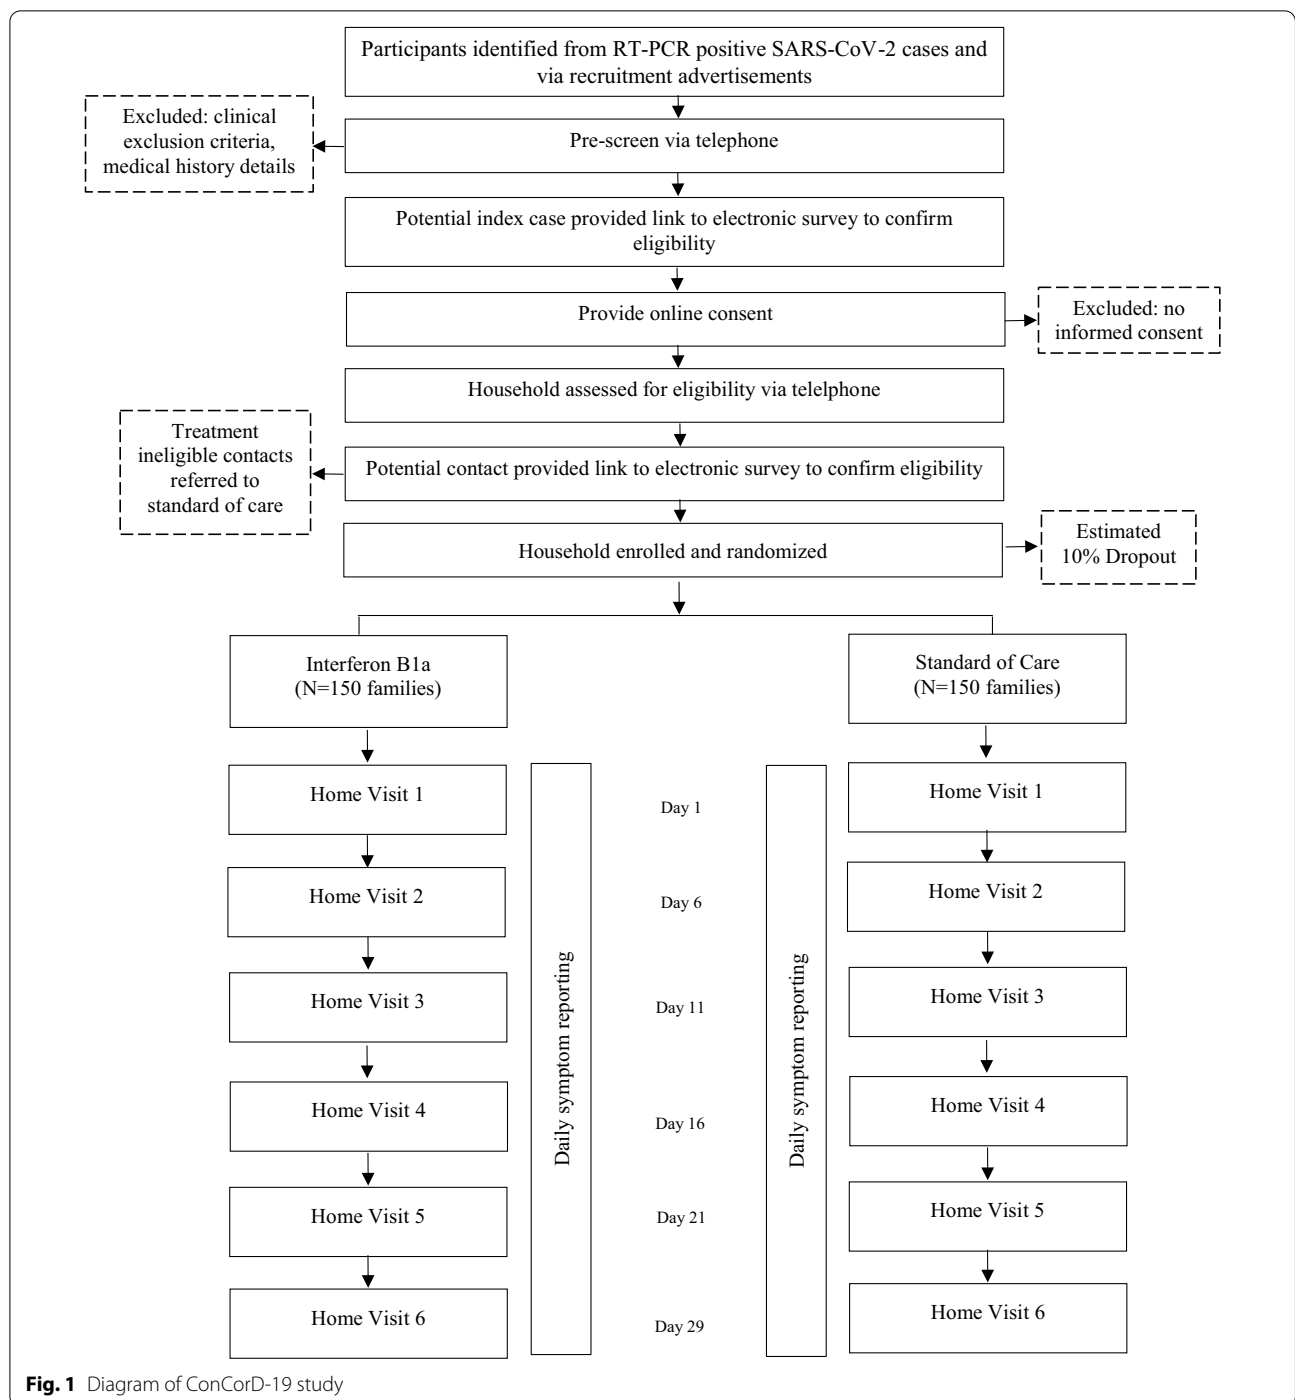 Participants identified from RT-PCR positive SARS-CoV-2 cases and
via recruitment advertisements
Excluded: clinical
exclusion criteria,
medical history details
Pre-screen via telephone
Potential index case provided link to electronic survey to confirm
eligibility
Provide online consent
Excluded: no
informed consent
Household assessed for eligibility via telelphone
Treatment
ineligible contacts
referred to
standard of care
Potential contact provided link to electronic survey to confirm eligibility
Household enrolled and randomized
Estimated
10% Dropout
Interferon B1a
(N=150 families)
Standard of Care
(N=150 families)
Home Visit 1
Day 1
Home Visit 1
Home Visit 2
Day 6
Home Visit 2
Home Visit 3
Day 11
Home Visit 3
Home Visit 4
Day 16
Home Visit 4
Home Visit 5
Day 21
Home Visit 5
Home Visit 6
Day 29
Home Visit 6
Daily symptom reporting
Daily symptom reporting
Fig. 1 Diagram of ConCorD-19 study